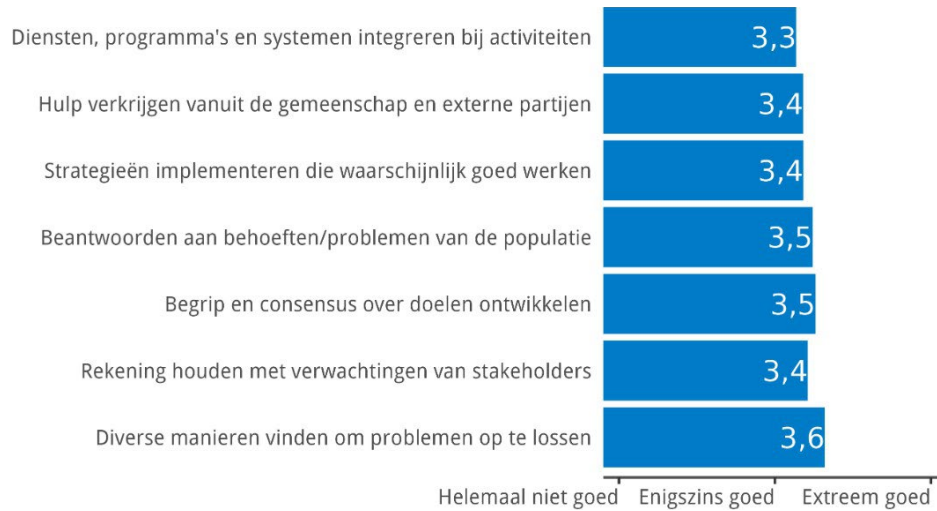 Diensten, programma's en systemen integreren bij activiteiten 3,3
Hulp verkrijgen vanuit de gemeenschap en externe partijen 3,4
Strategieën implementeren die waarschijnlijk goed werken 3,4
Beantwoorden aan behoeften/problemen van de populatie 3,5
Begrip en consensus over doelen ontwikkelen 3,5
Rekening houden met verwachtingen van stakeholders 3,4
Diverse manieren vinden om problemen op te lossen 3,6
Helemaal niet goed Enigszins goed Extreem goed